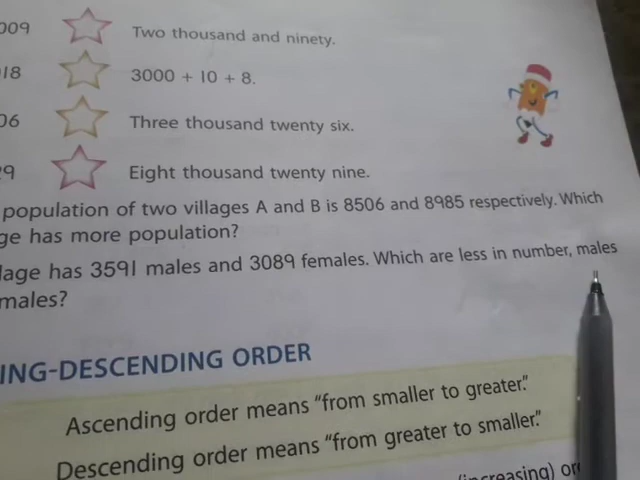 009 Two thousand and ninety.
18 3000 + 10 + 8.
06 Three thousand twenty six.
9 Eight thousand twenty nine.
population of two villages A and B is 8506 and 8985 respectively. Which
ge has more population?
lage has 3591 males and 3089 females. Which are less in number, males
males?
ING-DESCENDING ORDER
Ascending order means “from smaller to greater.”
Descending order means “from greater to smaller.”
(increasing) or